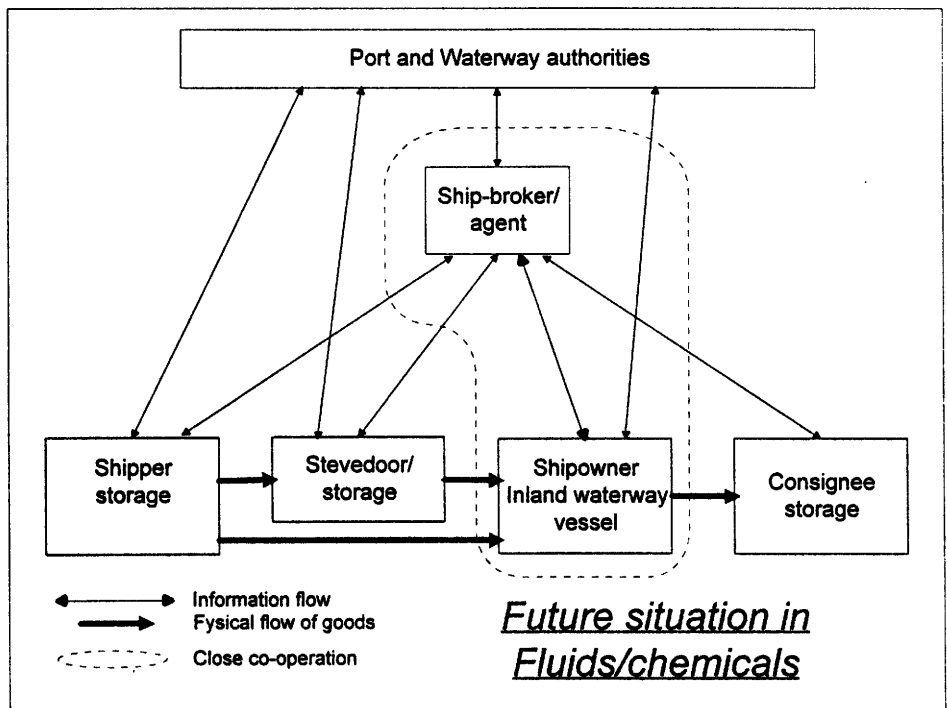 Port and Waterway authorities
Ship-broker/
agent
Shipper
storage
Stevedoor/
storage
Shipowner
Inland waterway
vessel
Consignee
storage
Information flow
Fysical flow of goods
Close co-operation
Future situation in
Fluids/chemicals